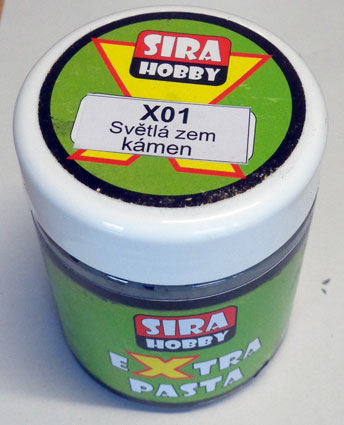 SIRA
HOBBY
X01
Světlá zem
kámen
SIRA
HOBBY
EXTRA
PASTA